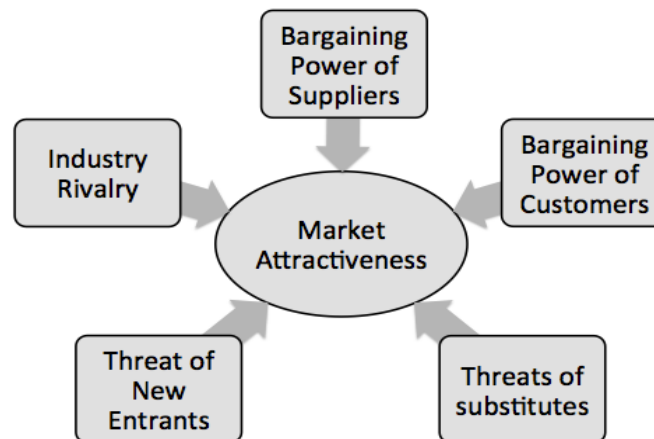 Bargaining
Power of
Suppliers
Industry
Rivalry
Bargaining
Power of
Customers
Market
Attractiveness
Threat of
New
Entrants
Threats of
substitutes